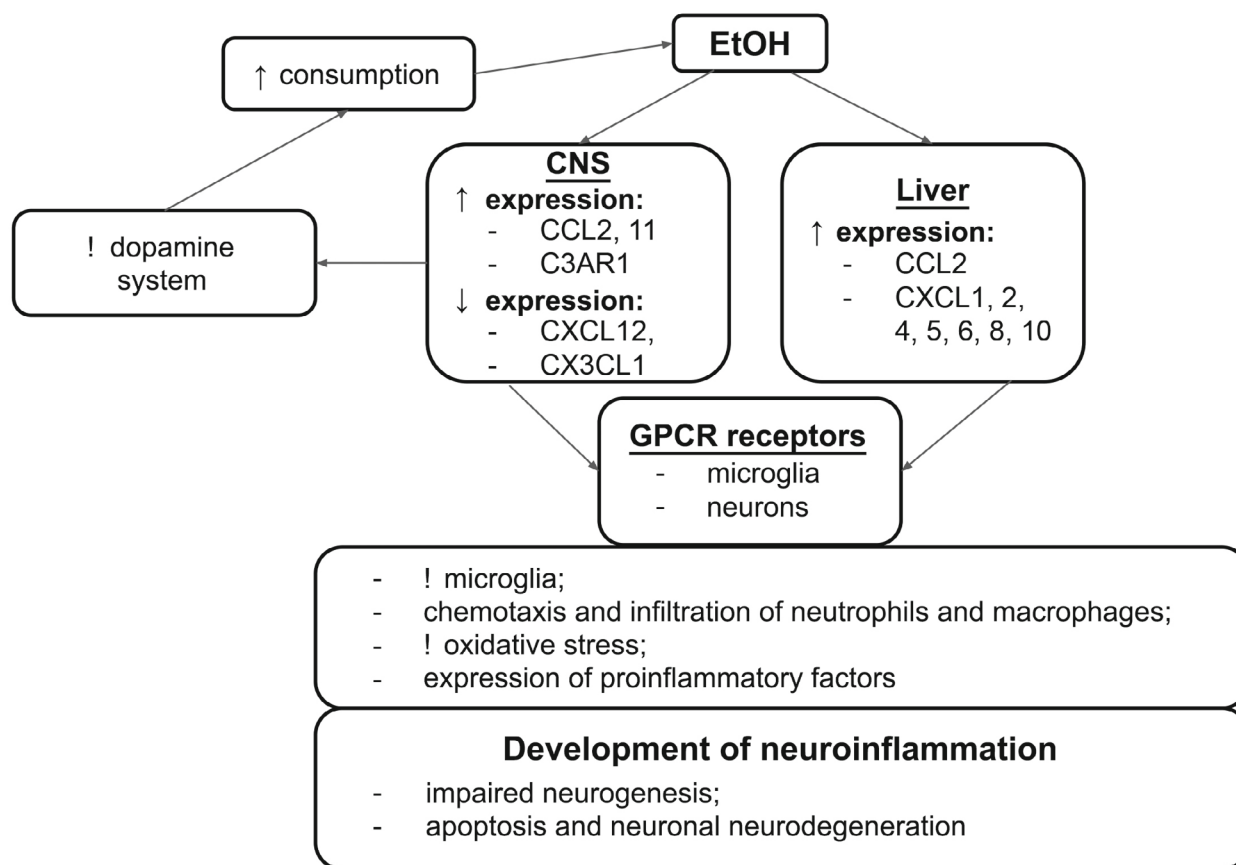 EtOH
↑ consumption
CNS
↑ expression:
- CCL2, 11
- C3AR1
↓ expression:
- CXCL12,
- CX3CL1
Liver
↑ expression:
- CCL2
- CXCL1, 2,
4, 5, 6, 8, 10
! dopamine
system
GPCR receptors
- microglia
- neurons
- ! microglia;
- chemotaxis and infiltration of neutrophils and macrophages;
- ! oxidative stress;
- expression of proinflammatory factors
Development of neuroinflammation
- impaired neurogenesis;
- apoptosis and neuronal neurodegeneration